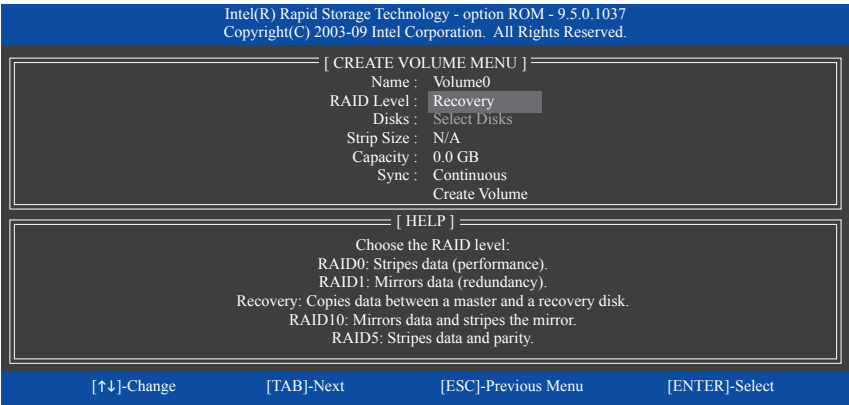 Intel(R) Rapid Storage Technology - option ROM - 9.5.0.1037
Copyright(C) 2003-09 Intel Corporation.  All Rights Reserved.
[ CREATE VOLUME MENU ]
Name :  Volume0
RAID Level :  Recovery
Disks :  Select Disks
Strip Size :  N/A
Capacity :  0.0 GB
Sync :  Continuous
Create Volume
[ HELP ]
Choose the RAID level:
RAID0: Stripes data (performance).
RAID1: Mirrors data (redundancy).
Recovery: Copies data between a master and a recovery disk.
RAID10: Mirrors data and stripes the mirror.
RAID5: Stripes data and parity.
[↑↓]-Change [TAB]-Next [ESC]-Previous Menu [ENTER]-Select